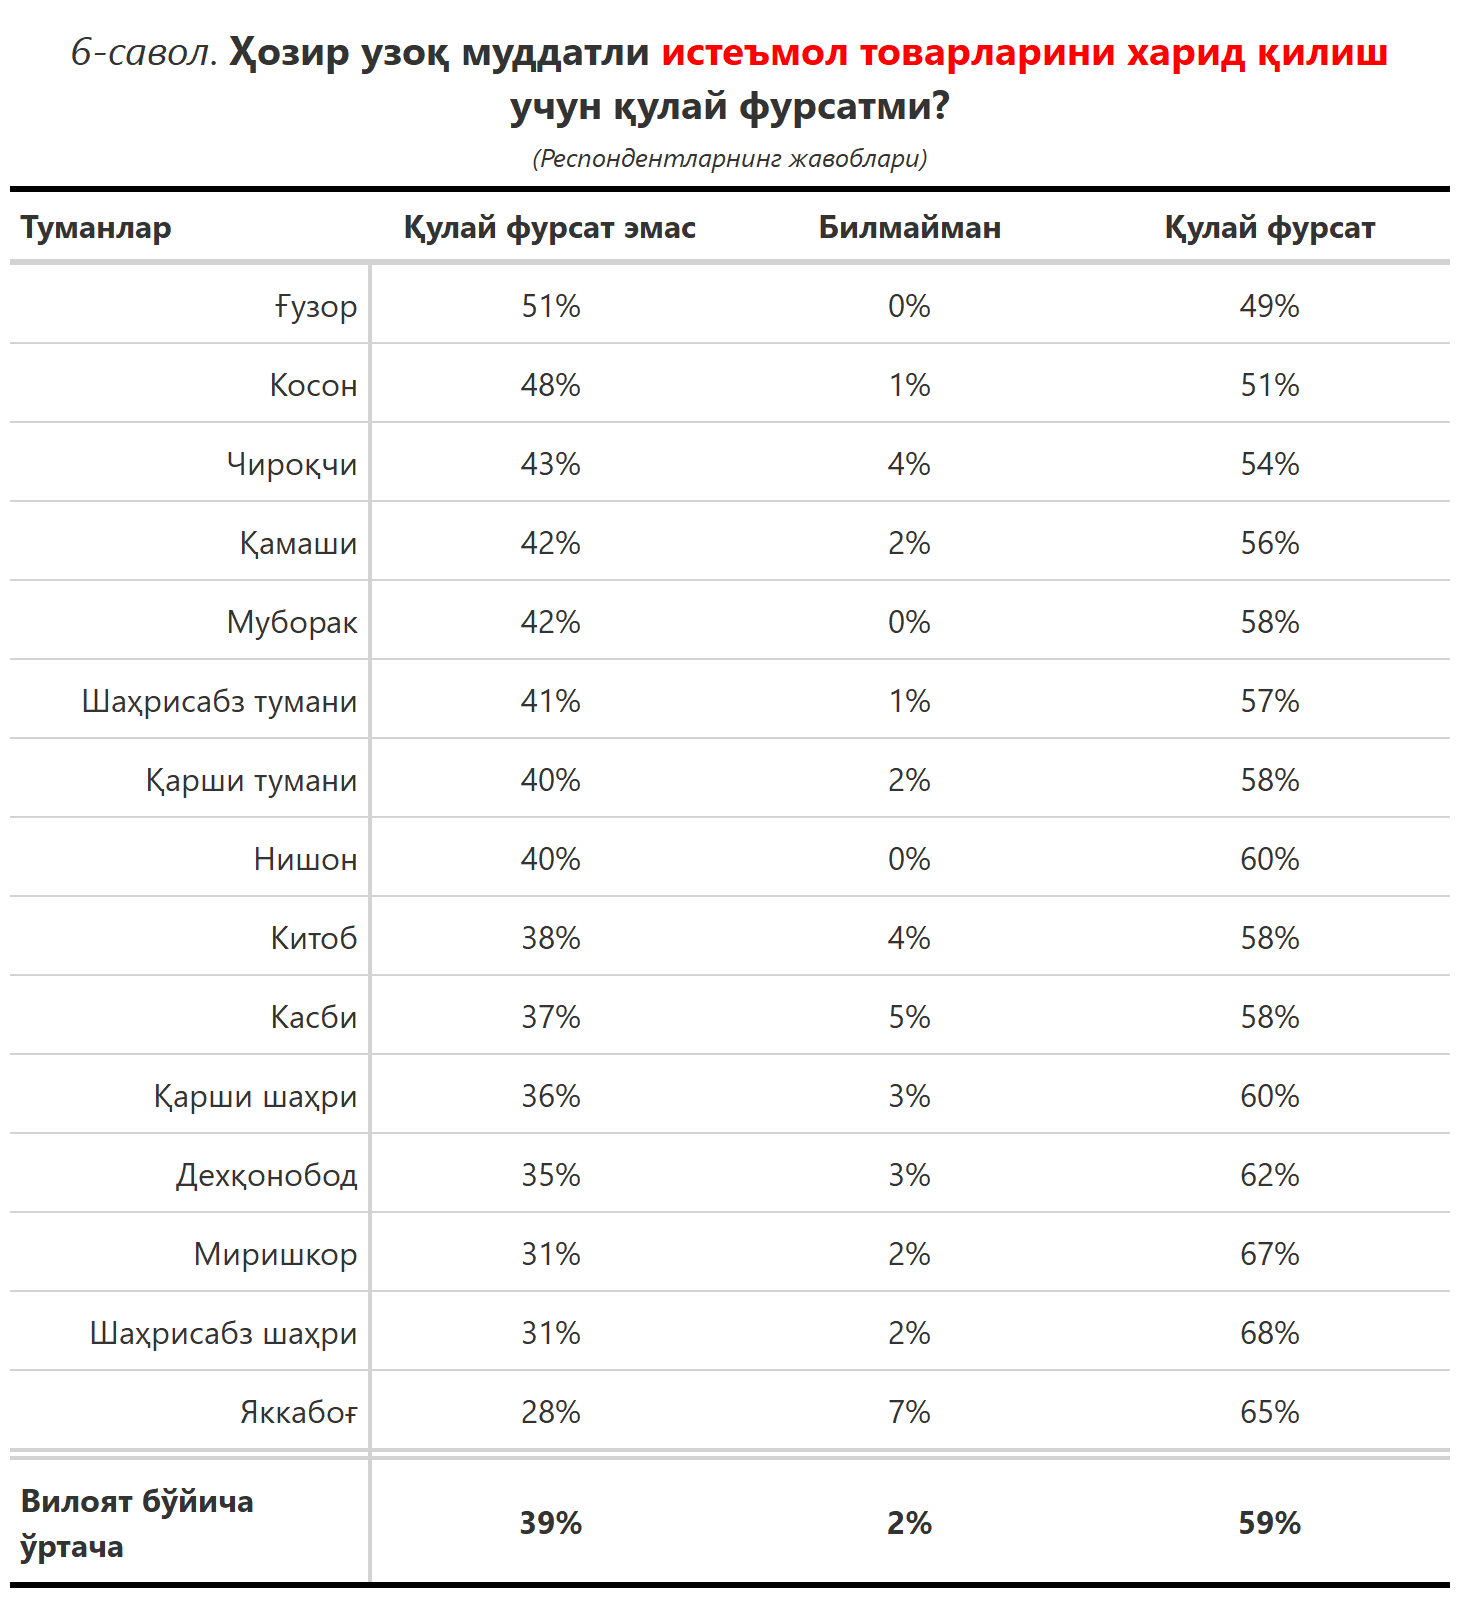 6-савол. Ҳозир узоқ муддатли истеъмол товарларини харид қилиш
учун қулай фурсатми?
(Респондентларнинг жавоблари)
Туманлар Қулай фурсат эмас Билмайман Қулай фурсат
Ғузор 51% 0% 49%
Косон 48% 1% 51%
Чироқчи 43% 4% 54%
Қамаши 42% 2% 56%
Муборак 42% 0% 58%
Шаҳрисабз тумани 41% 1% 57%
Қарши тумани 40% 2% 58%
Нишон 40% 0% 60%
Китоб 38% 4% 58%
Касби 37% 5% 58%
Қарши шаҳри 36% 3% 60%
Дехқонобод 35% 3% 62%
Миришкор 31% 2% 67%
Шаҳрисабз шаҳри 31% 2% 68%
Яккабоғ 28% 7% 65%
Вилоят бўйича
ўртача 39% 2% 59%